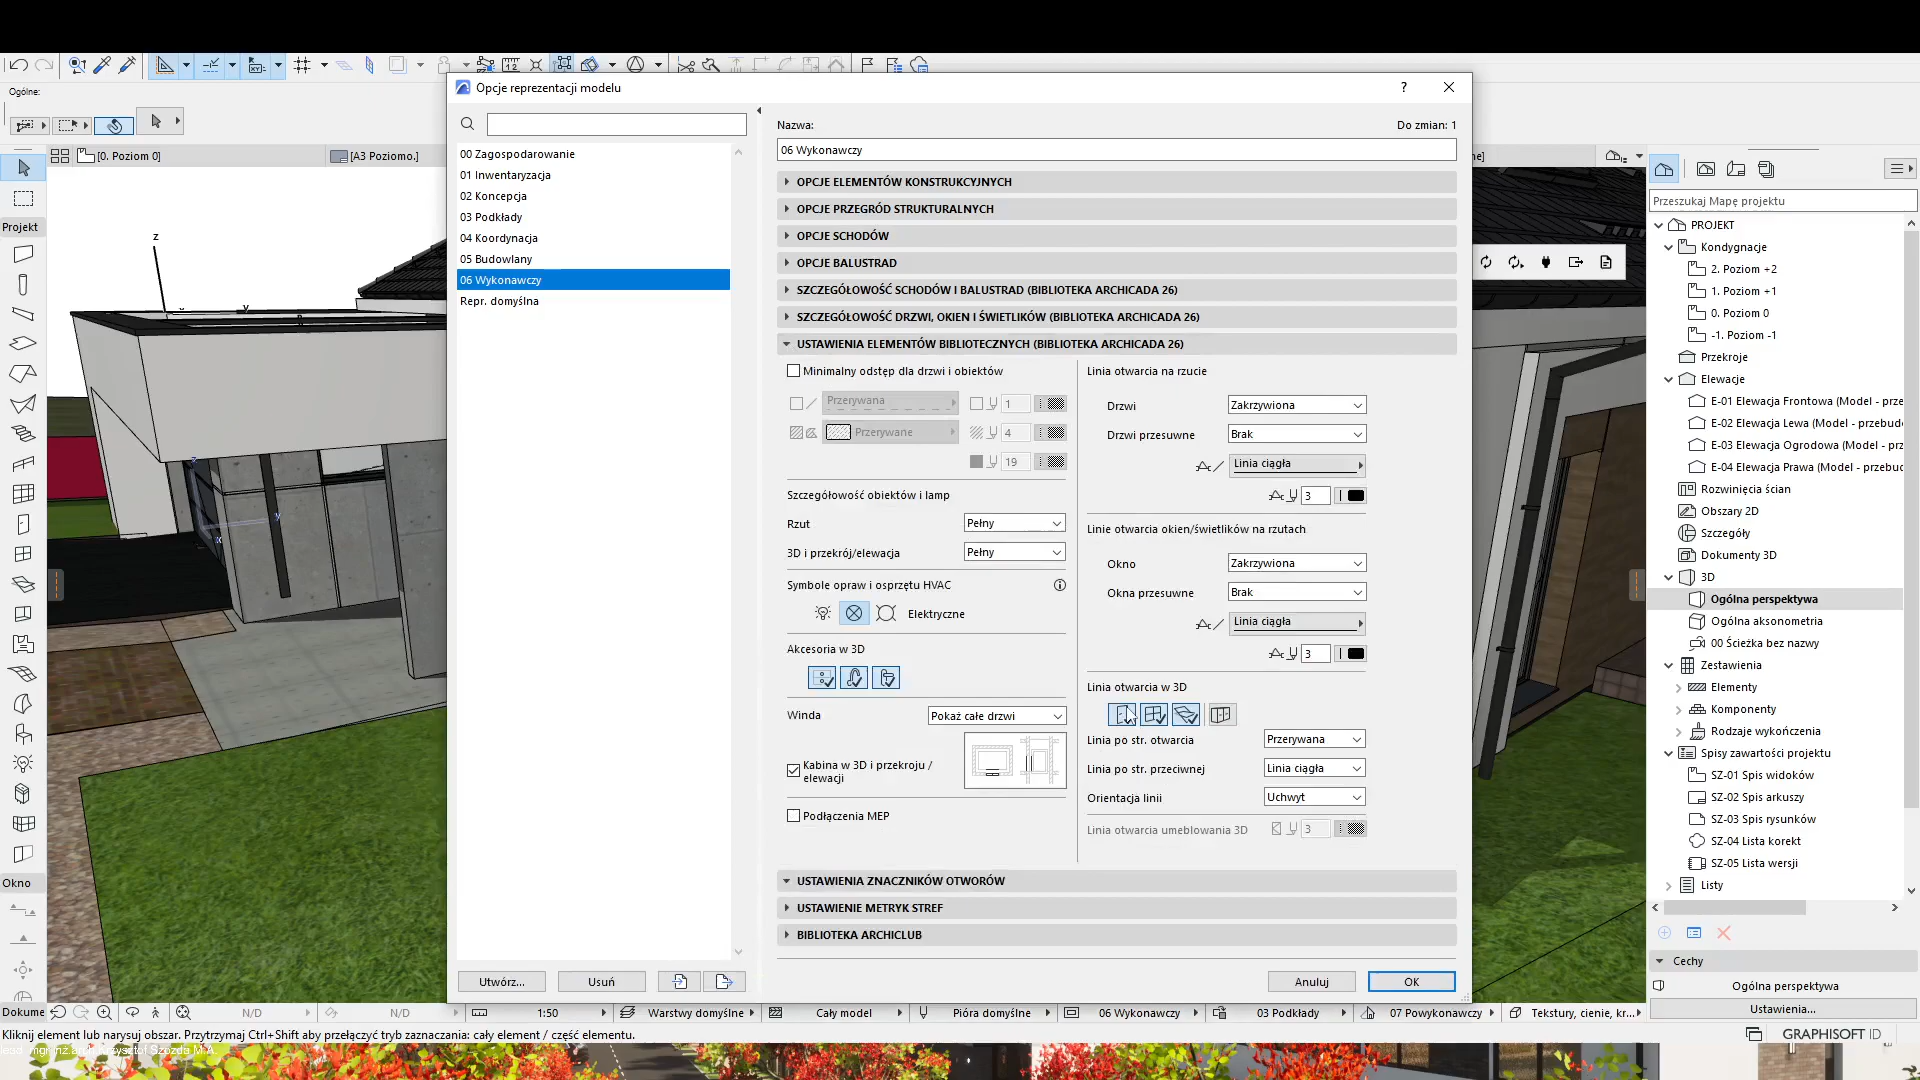 Ogólne:
[0. Poziom 0]
[A3 Poziomo.]
Projekt
Okno
Dokume
Opcje reprezentacji modelu
?
00 Zagospodarowanie
01 Inwentaryzacja
02 Koncepcja
03 Podkłady
04 Koordynacja
05 Budowlany
06 Wykonawczy
Repr. domyślna
Utwórz...
Usuń
Nazwa:
Do zmian: 1
06 Wykonawczy
OPCJE ELEMENTÓW KONSTRUKCYJNYCH
OPCJE PRZEGRÓD STRUKTURALNYCH
OPCJE SCHODÓW
OPCJE BALUSTRAD
SZCZEGÓŁOWOŚĆ SCHODÓW I BALUSTRAD (BIBLIOTEKA ARCHICADA 26)
SZCZEGÓŁOWOŚĆ DRZWI, OKIEN I ŚWIETLIKÓW (BIBLIOTEKA ARCHICADA 26)
USTAWIENIA ELEMENTÓW BIBLIOTECZNYCH (BIBLIOTEKA ARCHICADA 26)
Minimalny odstęp dla drzwi i obiektów
Przerywana
1
Przerywane
4
19
Szczegółowość obiektów i lamp
Rzut
Pełny
3D i przekrój/elewacja
Pełny
Symbole opraw i osprzętu HVAC
Elektryczne
Akcesoria w 3D
Winda
Pokaż całe drzwi
Kabina w 3D i przekroju /
elewacji
Podłączenia MEP
Linia otwarcia na rzucie
Drzwi
Zakrzywiona
Drzwi przesuwne
Brak
Linia ciągła
3
Linie otwarcia okien/świetlików na rzutach
Okno
Zakrzywiona
Okna przesuwne
Brak
Linia ciągła
3
Linia otwarcia w 3D
Linia po str. otwarcia
Przerywana
Linia po str. przeciwnej
Linia ciągła
Orientacja linii
Uchwyt
Linia otwarcia umeblowania 3D
3
USTAWIENIA ZNACZNIKÓW OTWORÓW
USTAWIENIE METRYK STREF
BIBLIOTEKA ARCHICLUB
Anuluj
OK
Przeszukaj Mapę projektu
PROJEKT
Kondygnacje
2. Poziom +2
1. Poziom +1
0. Poziom 0
-1. Poziom -1
Przekroje
Elewacje
E-01 Elewacja Frontowa (Model - prze
E-02 Elewacja Lewa (Model - przebud
E-03 Elewacja Ogrodowa (Model - prz
E-04 Elewacja Prawa (Model - przebuc
Rozwinięcia ścian
Obszary 2D
Szczegóły
Dokumenty 3D
3D
Ogólna perspektywa
Ogólna aksonometria
00 Ścieżka bez nazwy
Zestawienia
Elementy
Komponenty
Rodzaje wykończenia
Spisy zawartości projektu
SZ-01 Spis widoków
SZ-02 Spis arkuszy
SZ-03 Spis rysunków
SZ-04 Lista korekt
SZ-05 Lista wersji
Listy
Cechy
Ogólna perspektywa
Ustawienia...
N/D
N/D
1:50
Warstwy domyślne
Cały model
Pióra domyślne
06 Wykonawczy
03 Podkłady
07 Powykonawczy
Tekstury, cienie, kr...
Kliknij element lub narysuj obszar. Przytrzymaj Ctrl+Shift aby przełączyć tryb zaznaczania: cały element / część elementu.
GRAPHISOFT ID
z
y
z
y
x